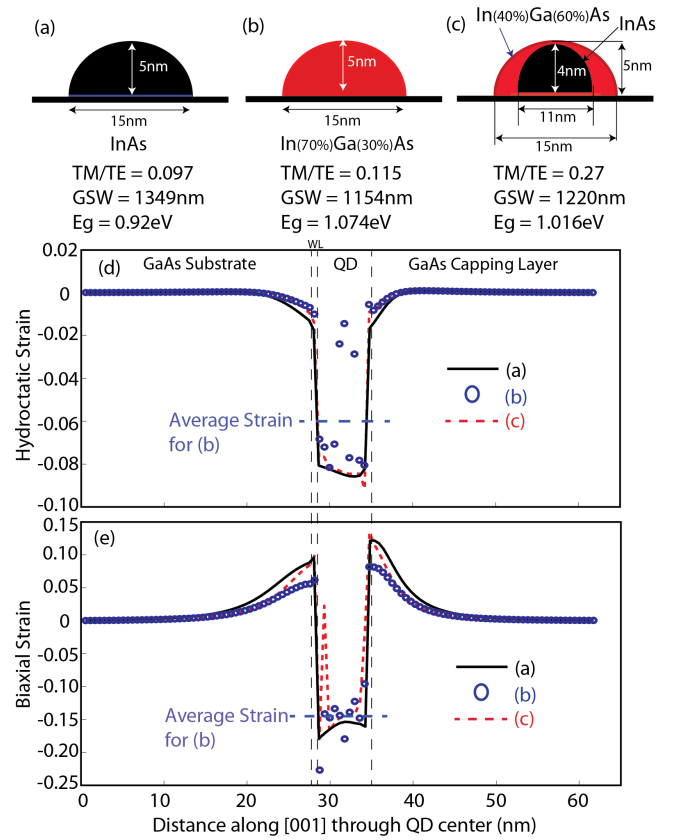 (a)
(b)
(c)
In(40%)Ga(60%)As
InAs
5nm
5nm
4nm
5nm
15nm
15nm
11nm
15nm
InAs
In(70%)Ga(30%)As
TM/TE = 0.097
GSW = 1349nm
Eg = 0.92eV
TM/TE = 0.115
GSW = 1154nm
Eg = 1.074eV
TM/TE = 0.27
GSW = 1220nm
Eg = 1.016eV
WL
(d)
GaAs Substrate
QD
GaAs Capping Layer
0.02
0
-0.02
-0.04
-0.06
-0.08
-0.10
Hydroctatic Strain
Average Strain
for (b)
(a)
(b)
(c)
(e)
0.15
0.10
0.05
0
-0.05
-0.10
-0.15
-0.20
-0.25
Biaxial Strain
Average Strain
for (b)
(a)
(b)
(c)
0 10 20 30 40 50 60
Distance along [001] through QD center (nm)